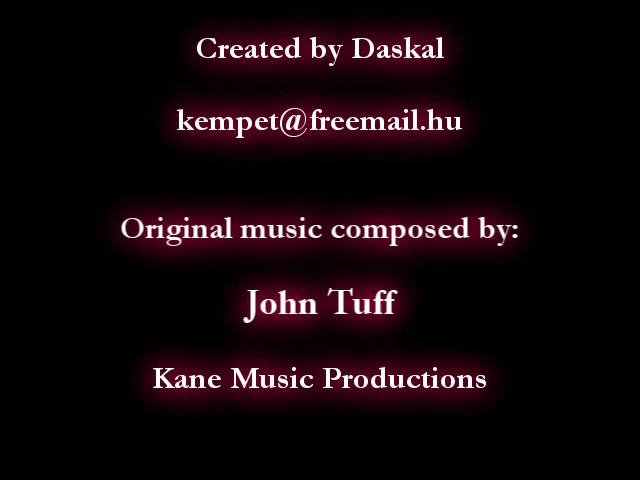 Created by Daskal
kempet@freemail.hu
Original music composed by:
John Tuff
Kane Music Productions